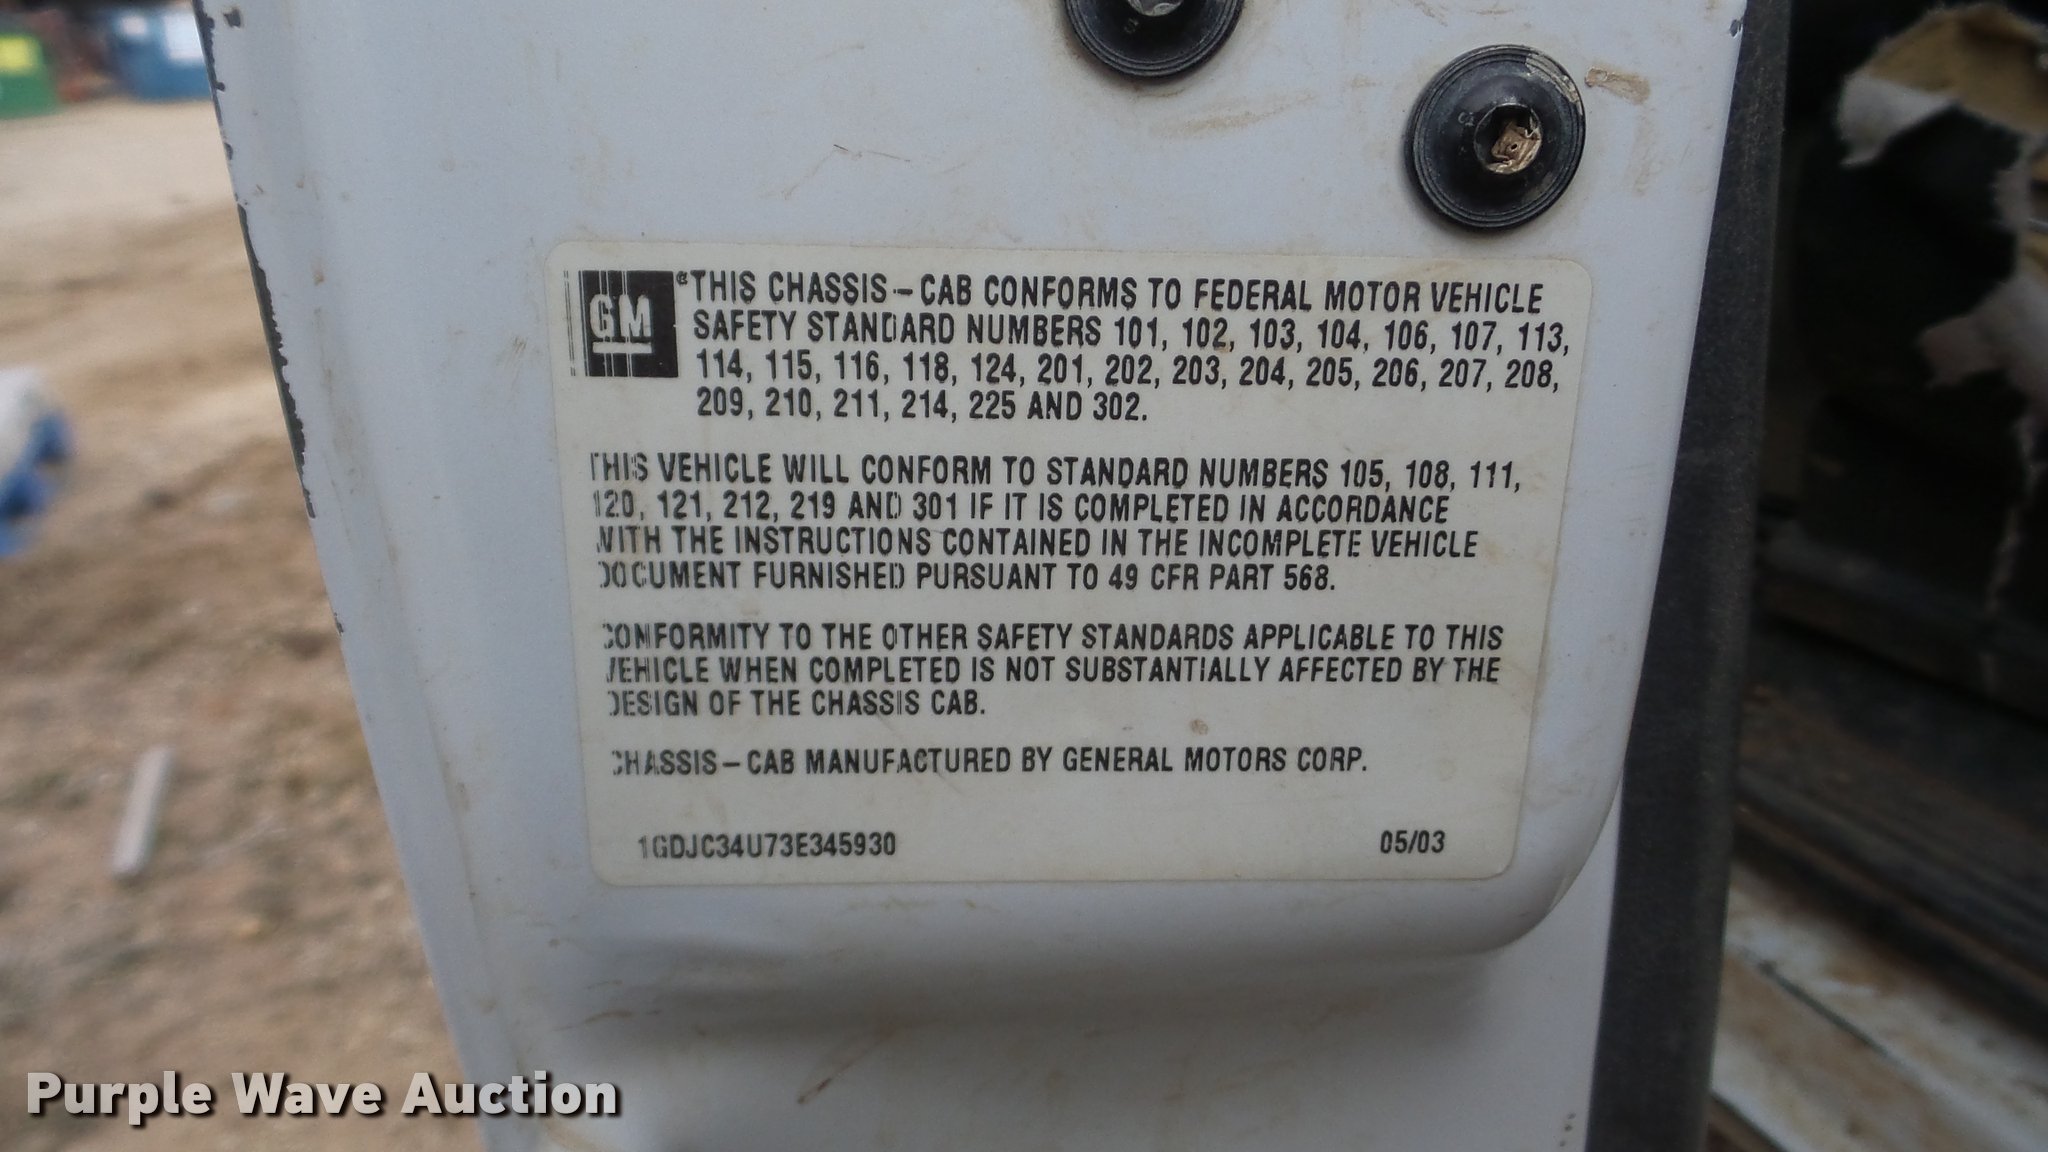 GM ® THIS CHASSIS – CAB CONFORMS TO FEDERAL MOTOR VEHICLE
SAFETY STANDARD NUMBERS 101, 102, 103, 104, 106, 107, 113,
114, 115, 116, 118, 124, 201, 202, 203, 204, 205, 206, 207, 208,
209, 210, 211, 214, 225 AND 302.
THIS VEHICLE WILL CONFORM TO STANDARD NUMBERS 105, 108, 111,
120, 121, 212, 219 AND 301 IF IT IS COMPLETED IN ACCORDANCE
WITH THE INSTRUCTIONS CONTAINED IN THE INCOMPLETE VEHICLE
DOCUMENT FURNISHED PURSUANT TO 49 CFR PART 568.
CONFORMITY TO THE OTHER SAFETY STANDARDS APPLICABLE TO THIS
VEHICLE WHEN COMPLETED IS NOT SUBSTANTIALLY AFFECTED BY THE
DESIGN OF THE CHASSIS CAB.
CHASSIS – CAB MANUFACTURED BY GENERAL MOTORS CORP.
1GDJC34U73E345930 05/03
Purple Wave Auction